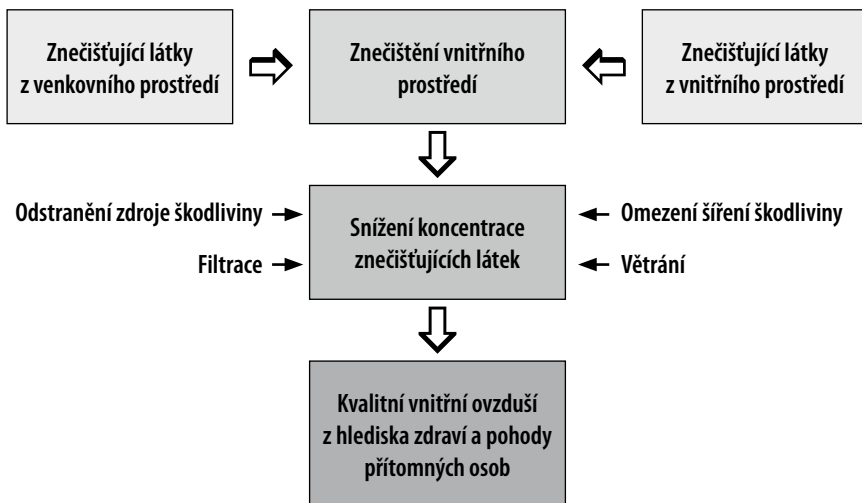 Znečišťující látky
z venkovního prostředí
Znečištění vnitřního
prostředí
Znečišťující látky
z vnitřního prostředí
Odstranění zdroje škodliviny
Filtrace
Snížení koncentrace
znečišťujících látek
Omezení šíření škodliviny
Větrání
Kvalitní vnitřní ovzduší
z hlediska zdraví a pohody
přítomných osob